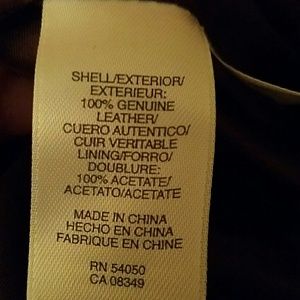 SHELL/EXTERIOR/
EXTERIEUR:
100% GENUINE
LEATHER/
CUERO AUTENTICO/
CUIR VERITABLE
LINING/FORRO/
DOUBLURE:
100% ACETATE/
ACETATO/ACETATE
MADE IN CHINA
HECHO EN CHINA
FABRIQUE EN CHINE
RN 54050
CA 08349